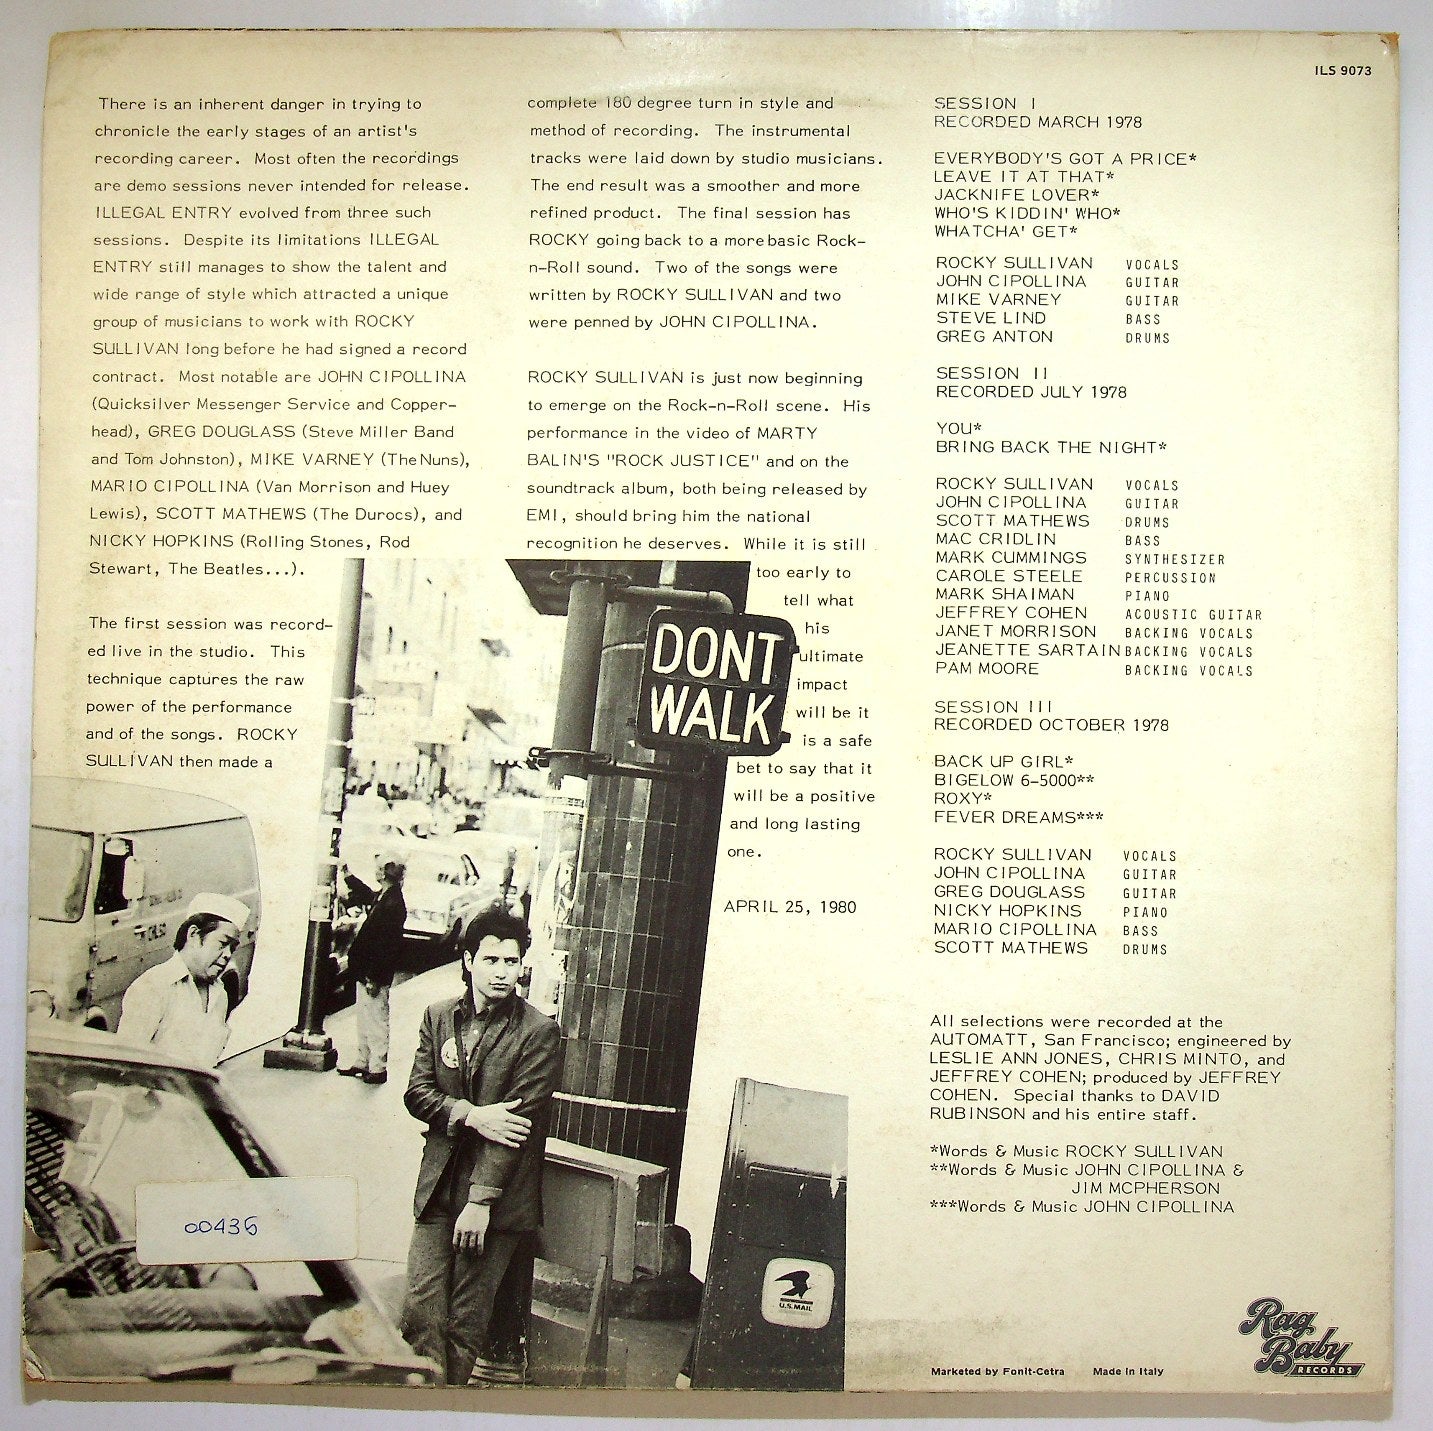 ILS 9073
There is an inherent danger in trying to
chronicle the early stages of an artist's
recording career. Most often the recordings
are demo sessions never intended for release.
ILLEGAL ENTRY evolved from three such
sessions. Despite its limitations ILLEGAL
ENTRY still manages to show the talent and
wide range of style which attracted a unique
group of musicians to work with ROCKY
SULLIVAN long before he had signed a record
contract. Most notable are JOHN CIPOLLINA
(Quicksilver Messenger Service and Copper-
head), GREG DOUGLASS (Steve Miller Band
and Tom Johnston), MIKE VARNEY (The Nuns),
MARIO CIPOLLINA (Van Morrison and Huey
Lewis), SCOTT MATHEWS (The Durocs), and
NICKY HOPKINS (Rolling Stones, Rod
Stewart, The Beatles...).
The first session was record-
ed live in the studio. This
technique captures the raw
power of the performance
and of the songs. ROCKY
SULLIVAN then made a
complete 180 degree turn in style and
method of recording. The instrumental
tracks were laid down by studio musicians.
The end result was a smoother and more
refined product. The final session has
ROCKY going back to a more basic Rock-
n-Roll sound. Two of the songs were
written by ROCKY SULLIVAN and two
were penned by JOHN CIPOLLINA.
ROCKY SULLIVAN is just now beginning
to emerge on the Rock-n-Roll scene. His
performance in the video of MARTY
BALIN'S "ROCK JUSTICE" and on the
soundtrack album, both being released by
EMI, should bring him the national
recognition he deserves. While it is still
too early to
tell what
his
ultimate
impact
will be it
is a safe
bet to say that it
will be a positive
and long lasting
one.
APRIL 25, 1980
DONT
WALK
00436
U.S. MAIL
SESSION I
RECORDED MARCH 1978
EVERYBODY'S GOT A PRICE*
LEAVE IT AT THAT*
JACKNIFE LOVER*
WHO'S KIDDIN' WHO*
WHATCHA' GET*
ROCKY SULLIVAN VOCALS
JOHN CIPOLLINA GUITAR
MIKE VARNEY GUITAR
STEVE LIND BASS
GREG ANTON DRUMS
SESSION II
RECORDED JULY 1978
YOU*
BRING BACK THE NIGHT*
ROCKY SULLIVAN VOCALS
JOHN CIPOLLINA GUITAR
SCOTT MATHEWS DRUMS
MAC CRIDLIN BASS
MARK CUMMINGS SYNTHESIZER
CAROLE STEELE PERCUSSION
MARK SHAIMAN PIANO
JEFFREY COHEN ACOUSTIC GUITAR
JANET MORRISON BACKING VOCALS
JEANETTE SARTAIN BACKING VOCALS
PAM MOORE BACKING VOCALS
SESSION III
RECORDED OCTOBER 1978
BACK UP GIRL*
BIGELOW 6-5000**
ROXY*
FEVER DREAMS***
ROCKY SULLIVAN VOCALS
JOHN CIPOLLINA GUITAR
GREG DOUGLASS GUITAR
NICKY HOPKINS PIANO
MARIO CIPOLLINA BASS
SCOTT MATHEWS DRUMS
All selections were recorded at the
AUTOMATT, San Francisco; engineered by
LESLIE ANN JONES, CHRIS MINTO, and
JEFFREY COHEN; produced by JEFFREY
COHEN. Special thanks to DAVID
RUBINSON and his entire staff.
*Words & Music ROCKY SULLIVAN
**Words & Music JOHN CIPOLLINA &
JIM MCPHERSON
***Words & Music JOHN CIPOLLINA
Marketed by Fonit-Cetra Made in Italy
Rag
Baby
RECORDS